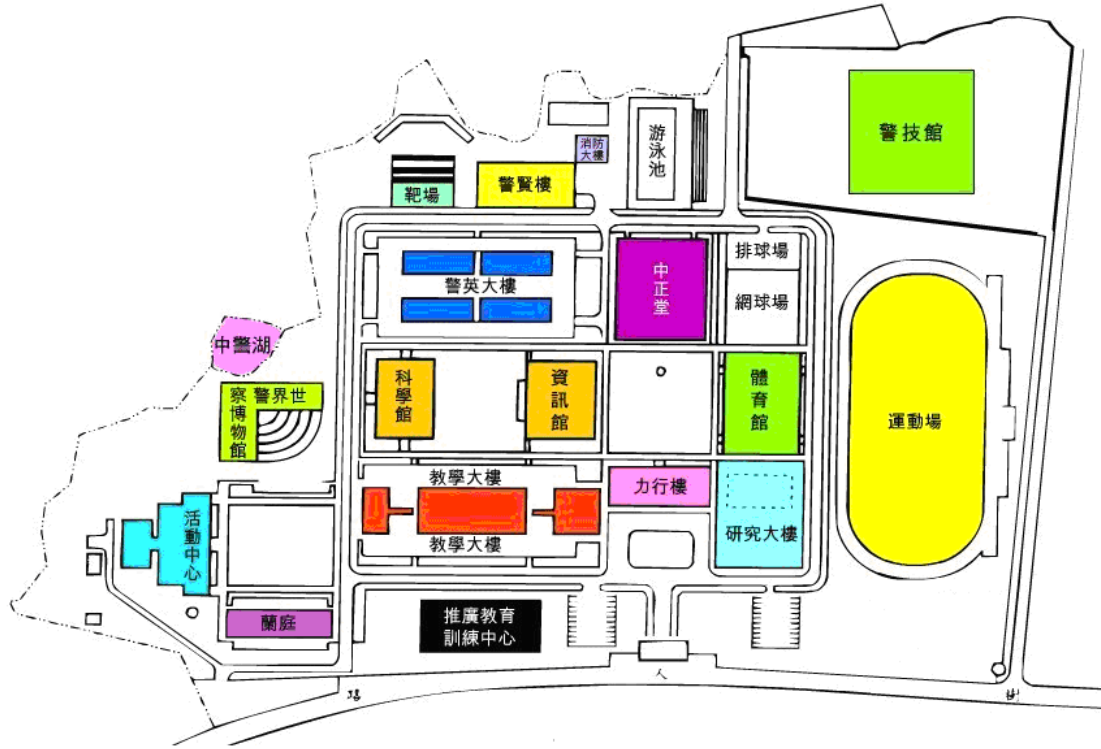 警技館
游泳池
消防
大樓
警賢樓
靶場
中正堂
排球場
網球場
警英大樓
中警湖
科學館
資訊館
體育館
運動場
世界警察博物館
教學大樓
力行樓
教學大樓
研究大樓
活動中心
蘭庭
推廣教育
訓練中心
樹
人
路